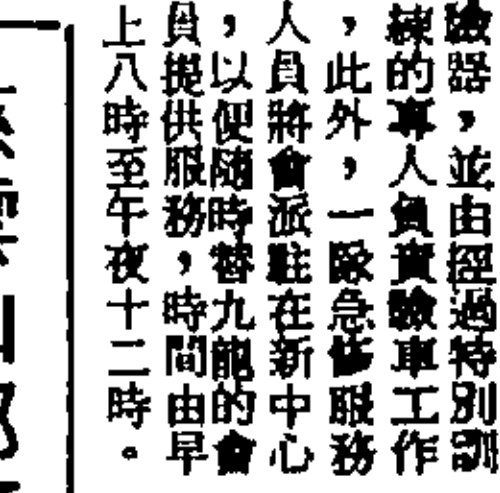 驗器，並由經過特別訓
練的專人負責驗車工作
，此外，一隊急修服務
人員將會派駐在新中心
，以便隨時替九龍的會
員提供服務，時間由早
上八時至午夜十二時。